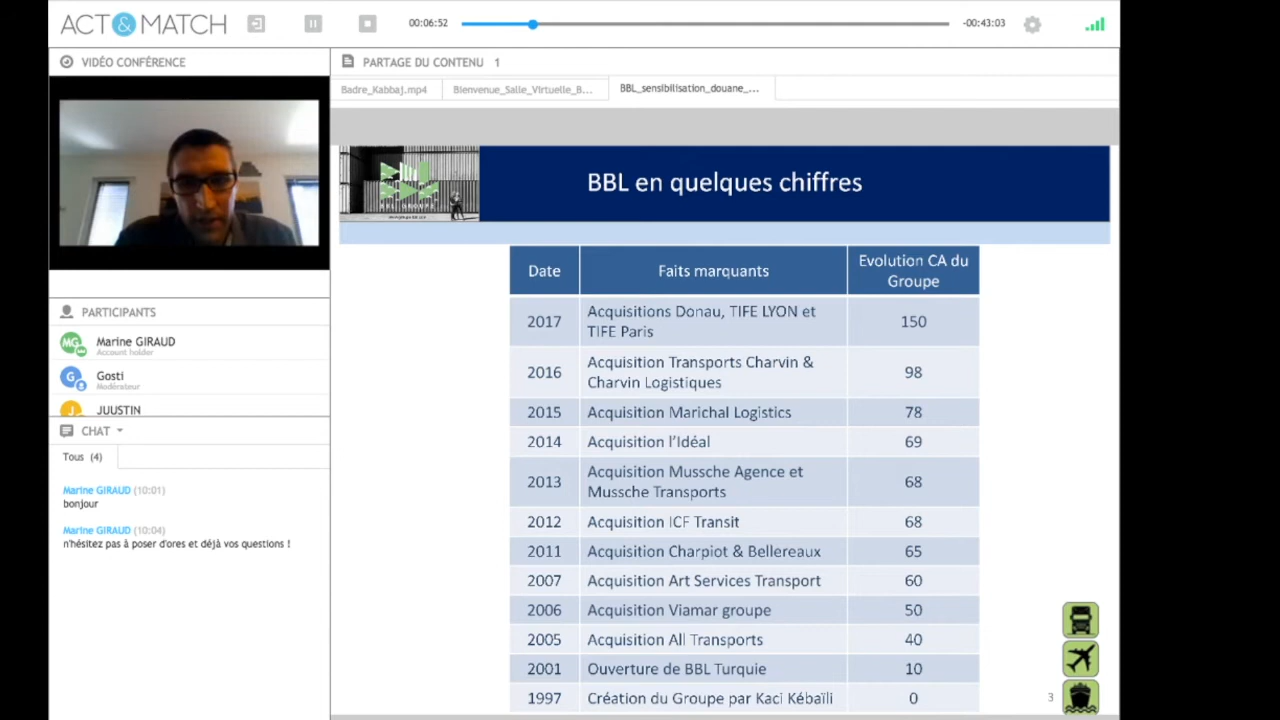 ACT & MATCH
00:06:52
-00:43:03
VIDÉO CONFÉRENCE
PARTAGE DU CONTENU 1
Badre_Kabbaj.mp4
Bienvenue_Salle_Virtuelle_B...
BBL_sensibilisation_douane_...
BBL en quelques chiffres
Date Faits marquants Evolution CA du
Groupe
2017 Acquisitions Donau, TIFE LYON et
TIFE Paris 150
2016 Acquisition Transports Charvin &
Charvin Logistiques 98
2015 Acquisition Marichal Logistics 78
2014 Acquisition l’Idéal 69
2013 Acquisition Mussche Agence et
Mussche Transports 68
2012 Acquisition ICF Transit 68
2011 Acquisition Charpiot & Bellereaux 65
2007 Acquisition Art Services Transport 60
2006 Acquisition Viamar groupe 50
2005 Acquisition All Transports 40
2001 Ouverture de BBL Turquie 10
1997 Création du Groupe par Kaci Kébaïli 0
3
PARTICIPANTS
MG Marine GIRAUD
Account holder
G Gosti
Modérateur
J JUUSTIN
CHAT
Tous (4)
Marine GIRAUD (10:01)
bonjour
Marine GIRAUD (10:04)
n'hésitez pas à poser d'ores et déjà vos questions !